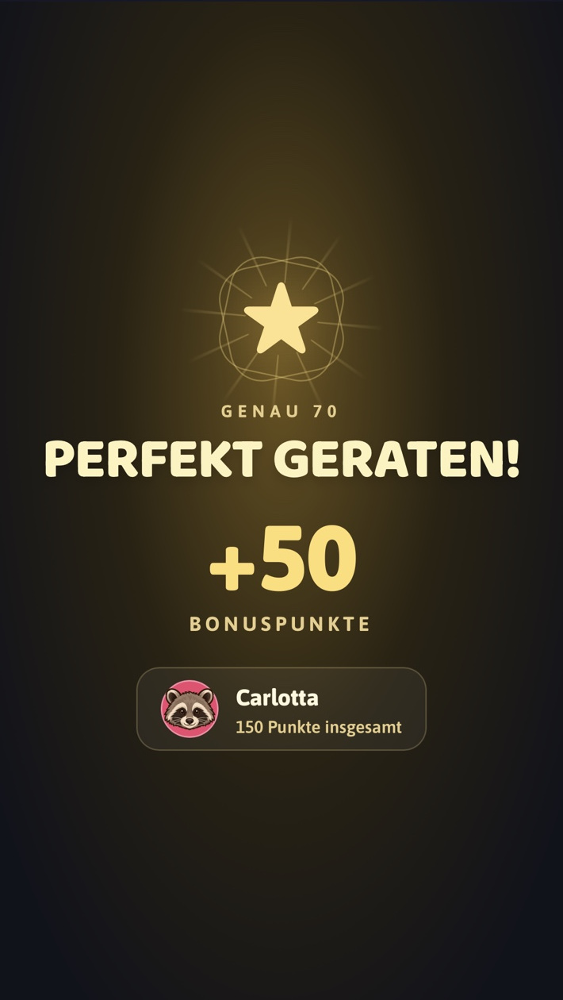 GENAU 70
PERFEKT GERATEN!
+50
BONUSPUNKTE
Carlotta
150 Punkte insgesamt